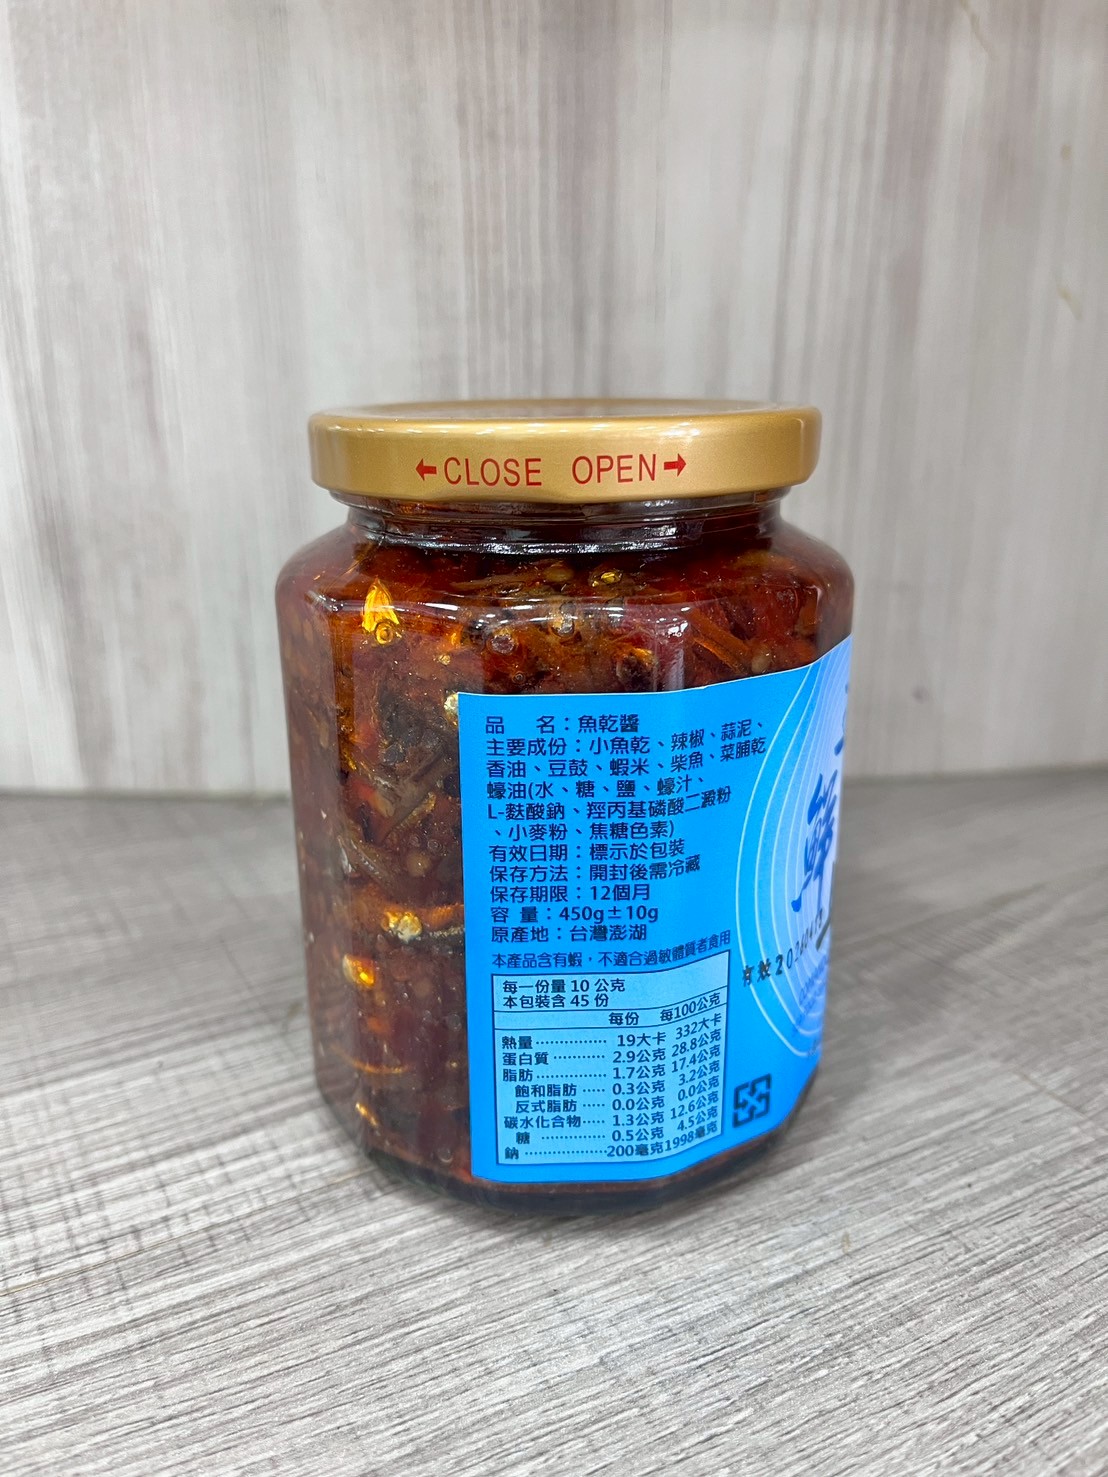 ←CLOSE OPEN→
品 名：魚乾醬
主要成份：小魚乾、辣椒、蒜泥、
香油、豆鼓、蝦米、柴魚、菜脯乾
蠔油(水、糖、鹽、蠔汁、
L-麩酸鈉、羥丙基磷酸二澱粉
、小麥粉、焦糖色素)
有效日期：標示於包裝
保存方法：開封後需冷藏
保存期限：12個月
容 量：450g±10g
原產地：台灣澎湖
本產品含有蝦，不適合過敏體質者食用
每一份量 10 公克
本包裝含 45 份
每份 每100公克
熱量 19大卡 332大卡
蛋白質 2.9公克 28.8公克
脂肪 1.7公克 17.4公克
飽和脂肪 0.3公克 3.2公克
反式脂肪 0.0公克 0.0公克
碳水化合物 1.3公克 12.6公克
糖 0.5公克 4.5公克
鈉 200毫克 1998毫克
鮮
有效202604